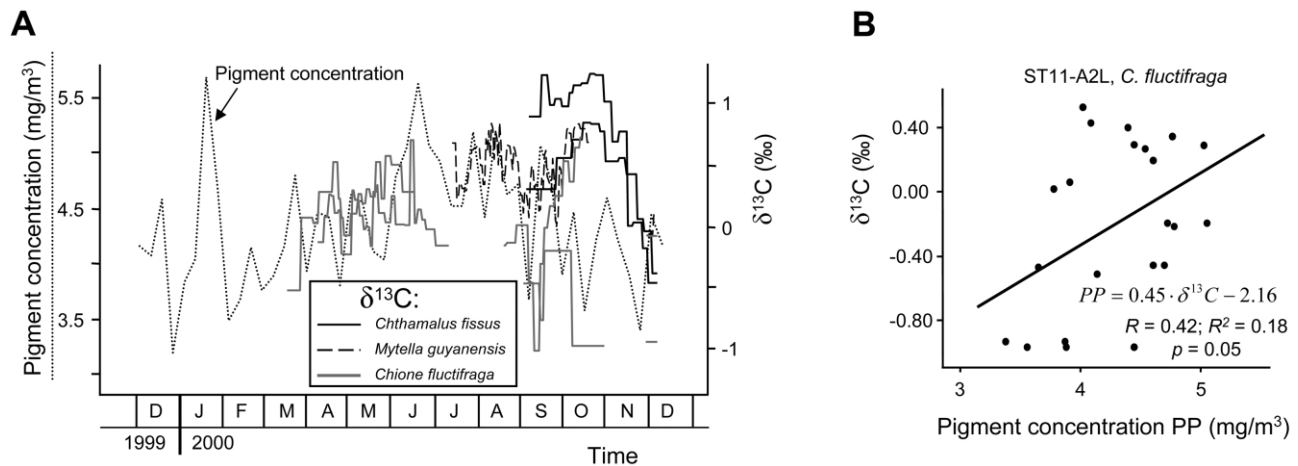 A
Pigment concentration (mg/m³)
Pigment concentration
5.5
4.5
3.5
1
0
-1
δ¹³C (‰)
δ¹³C:
Chthamalus fissus
Mytella guyanensis
Chione fluctifraga
D J F M A M J J A S O N D
1999 2000
Time
B
ST11-A2L, C. fluctifraga
δ¹³C (‰)
0.40
0.00
-0.40
-0.80
PP = 0.45 · δ¹³C − 2.16
R = 0.42; R² = 0.18
p = 0.05
3 4 5
Pigment concentration PP (mg/m³)